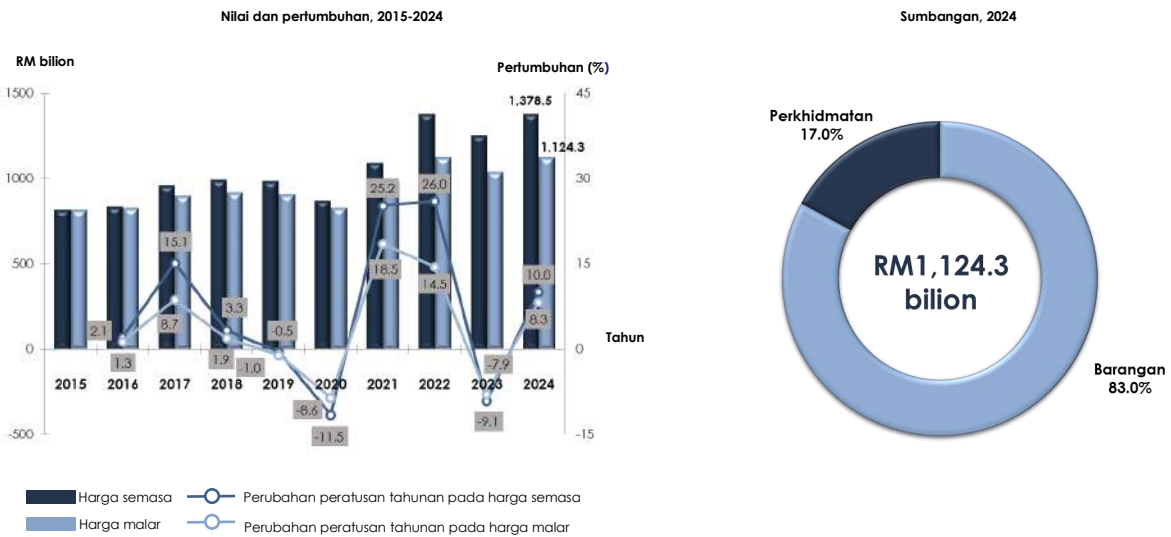 Nilai dan pertumbuhan, 2015-2024
RM bilion
Pertumbuhan (%)
1500
1000
500
0
-500
45
30
15
0
-15
1,378.5
1,124.3
25.2
26.0
15.1
18.5
14.5
10.0
2.1
8.7
3.3
-0.5
8.3
1.3
1.9
-1.0
-7.9
-8.6
-11.5
-9.1
Tahun
2015 2016 2017 2018 2019 2020 2021 2022 2023 2024
Harga semasa
Perubahan peratusan tahunan pada harga semasa
Harga malar
Perubahan peratusan tahunan pada harga malar
Sumbangan, 2024
Perkhidmatan
17.0%
RM1,124.3
bilion
Barangan
83.0%